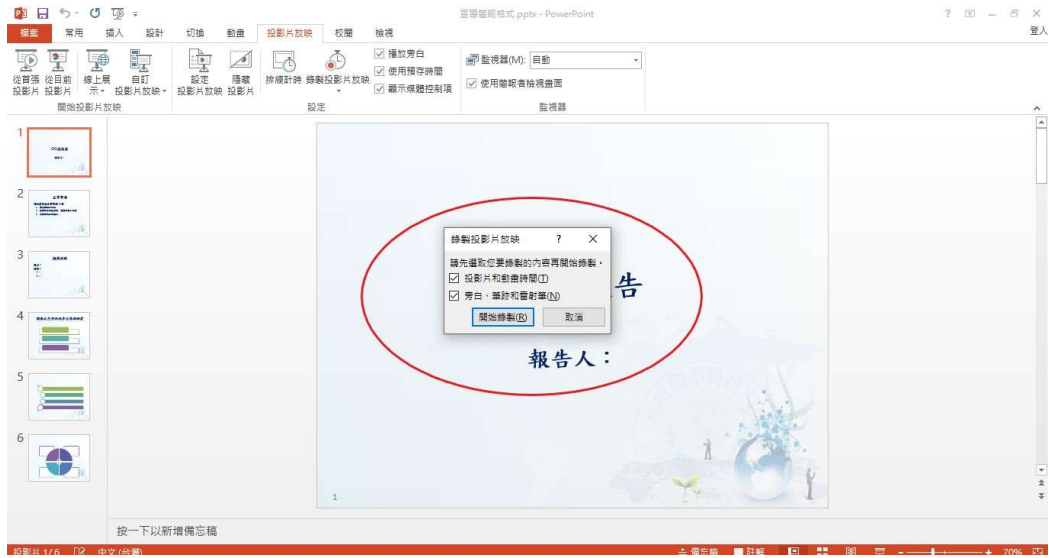 宣導簡報格式.pptx - PowerPoint
登入
檔案 常用 插入 設計 切換 動畫 投影片放映 校閱 檢視
從首張投影片
從目前投影片
線上展示
自訂投影片放映
設定投影片放映
隱藏投影片
排練計時
錄製投影片放映
播放旁白
使用預存時間
顯示媒體控制項
監視器(M): 自動
使用簡報者檢視畫面
開始投影片放映 設定 監視器
1
2
3
4
5
6
錄製投影片放映 ? ×
請先選取您要錄製的內容再開始錄製。
投影片和動畫時間(T)
旁白、筆跡和雷射筆(N)
開始錄製(R) 取消
告
報告人：
1
按一下以新增備忘稿
投影片 1/6 中文(台灣) 備忘稿 註解 70%